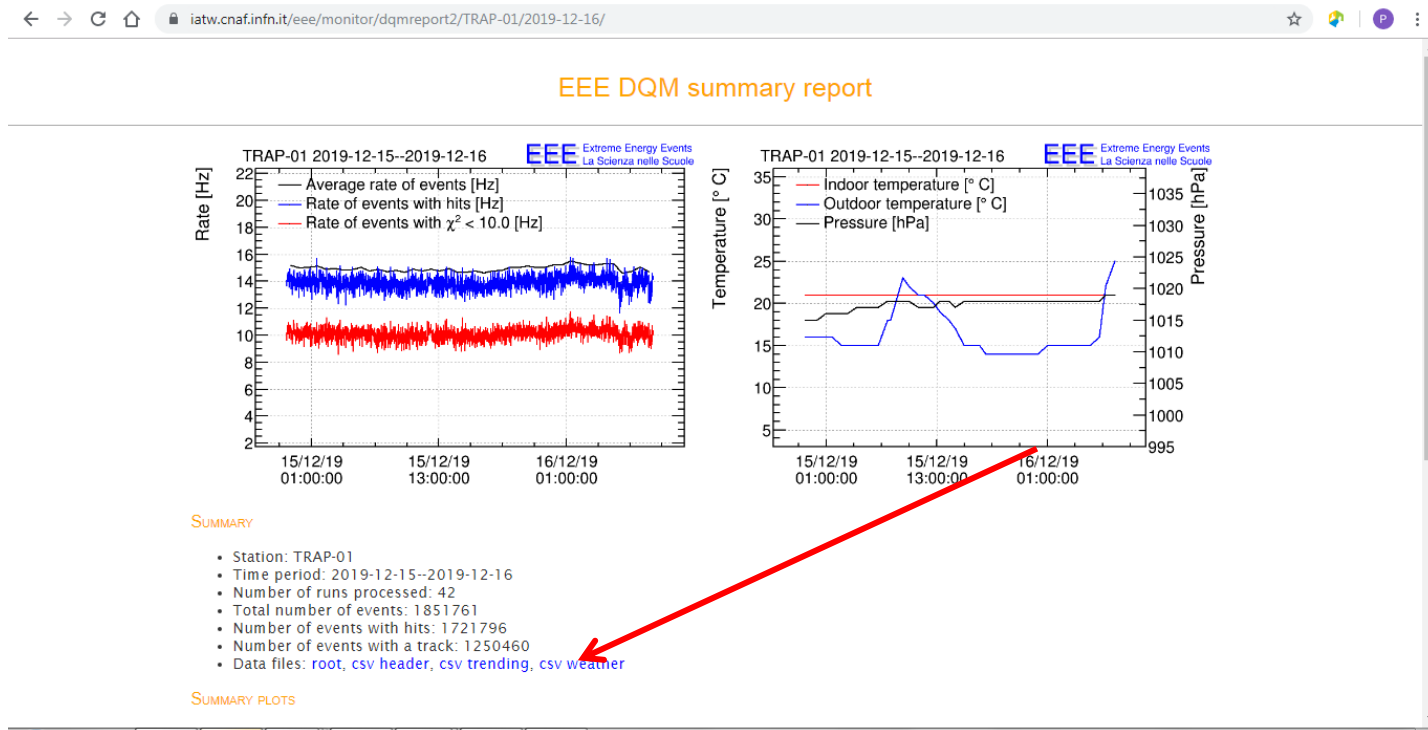 iatw.cnaf.infn.it/eee/monitor/dqmreport2/TRAP-01/2019-12-16/
P
EEE DQM summary report
TRAP-01 2019-12-15--2019-12-16
EEE Extreme Energy Events
La Scienza nelle Scuole
Rate [Hz]
Average rate of events [Hz]
Rate of events with hits [Hz]
Rate of events with χ² < 10.0 [Hz]
22
20
18
16
14
12
10
8
6
4
2
15/12/19 15/12/19 16/12/19
01:00:00 13:00:00 01:00:00
TRAP-01 2019-12-15--2019-12-16
EEE Extreme Energy Events
La Scienza nelle Scuole
Temperature [° C]
Indoor temperature [° C]
Outdoor temperature [° C]
Pressure [hPa]
35
30
25
20
15
10
5
Pressure [hPa]
1035
1030
1025
1020
1015
1010
1005
1000
995
15/12/19 15/12/19 16/12/19
01:00:00 13:00:00 01:00:00
Summary
• Station: TRAP-01
• Time period: 2019-12-15--2019-12-16
• Number of runs processed: 42
• Total number of events: 1851761
• Number of events with hits: 1721796
• Number of events with a track: 1250460
• Data files: root, csv header, csv trending, csv weather
Summary plots